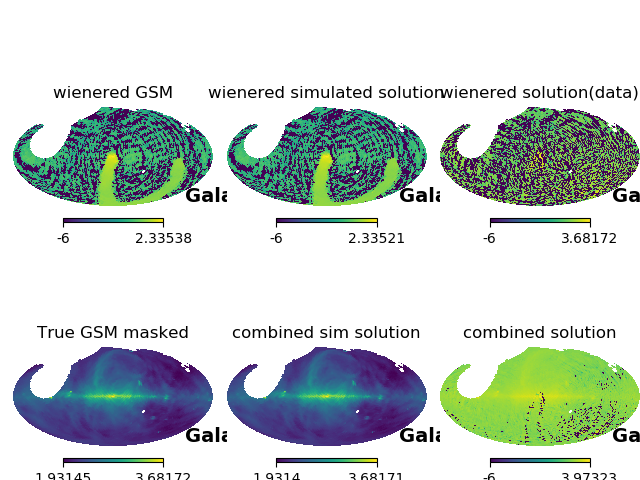 wienered GSM
wienered simulated solution
wienered solution(data)
Gala
Gala
Ga
-6 2.33538
-6 2.33521
-6 3.68172
True GSM masked
combined sim solution
combined solution
Gala
Gala
Ga
1.93145 3.68172
1.9314 3.68171
-6 3.97323